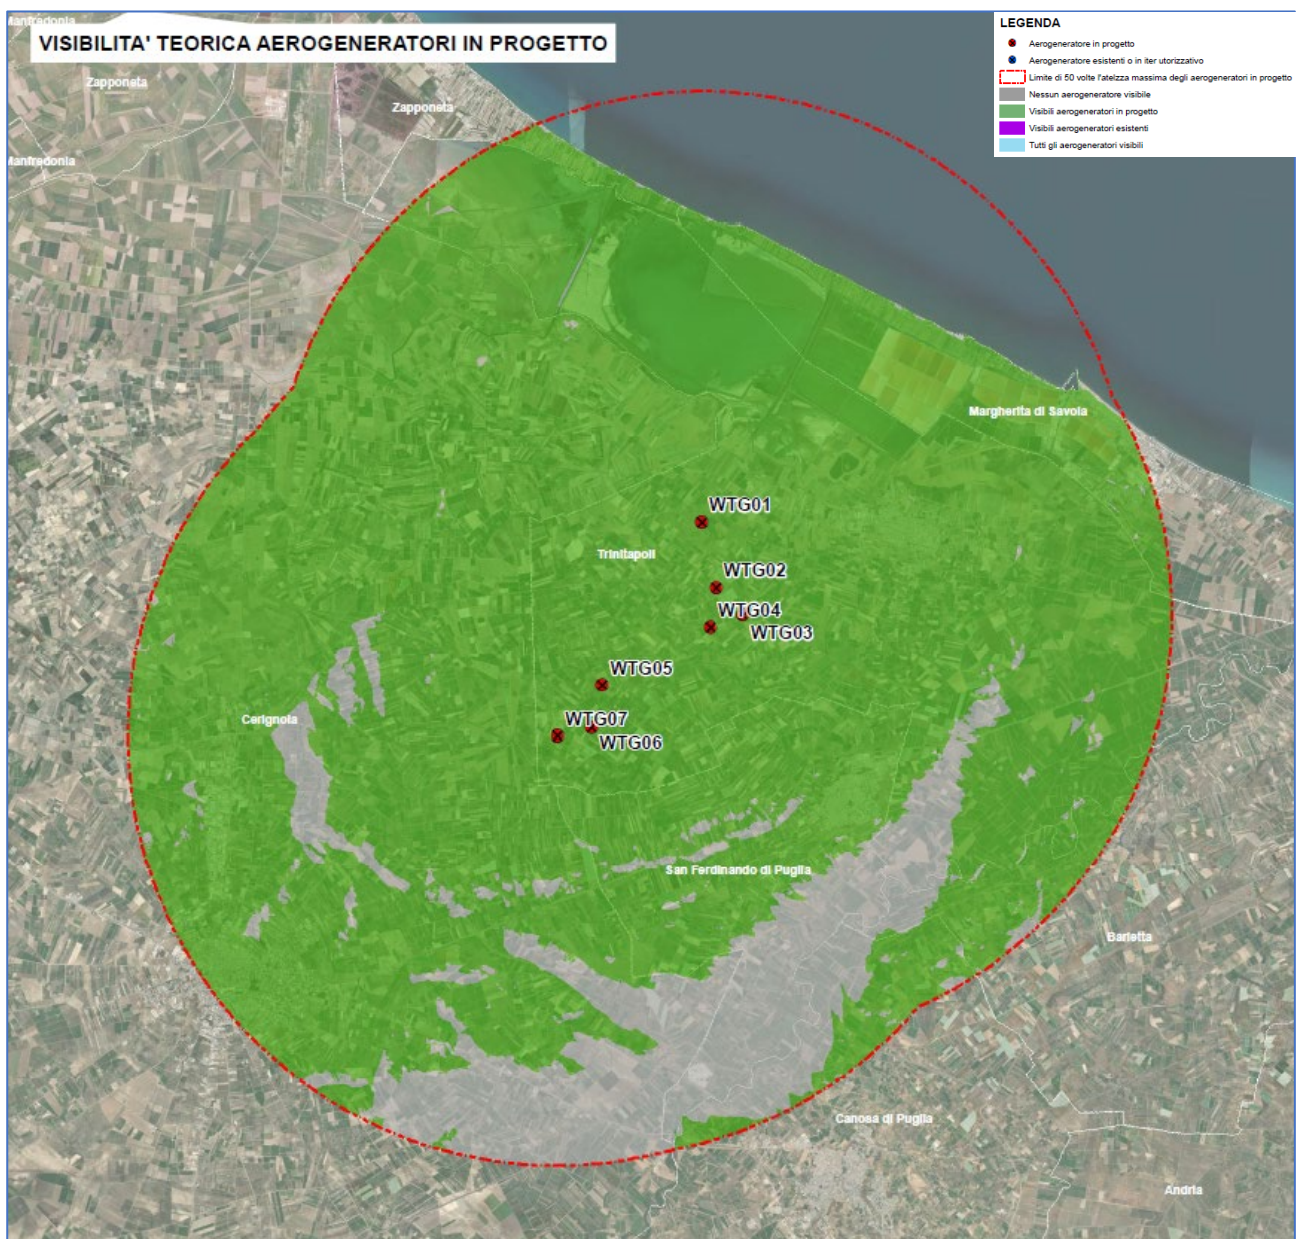 Manfredonia
VISIBILITA' TEORICA AEROGENERATORI IN PROGETTO
LEGENDA
Aerogeneratore in progetto
Aerogeneratore esistenti o in iter utorizzativo
Limite di 50 volte l'atelzza massima degli aerogeneratori in progetto
Nessun aerogeneratore visibile
Visibili aerogeneratori in progetto
Visibili aerogeneratori esistenti
Tutti gli aerogeneratori visibili
Zapponeta
Zapponeta
Manfredonia
Margherita di Savoia
WTG01
Trinitapoli
WTG02
WTG04
WTG03
WTG05
Cerignola
WTG07
WTG06
San Ferdinando di Puglia
Barletta
Canosa di Puglia
Andria